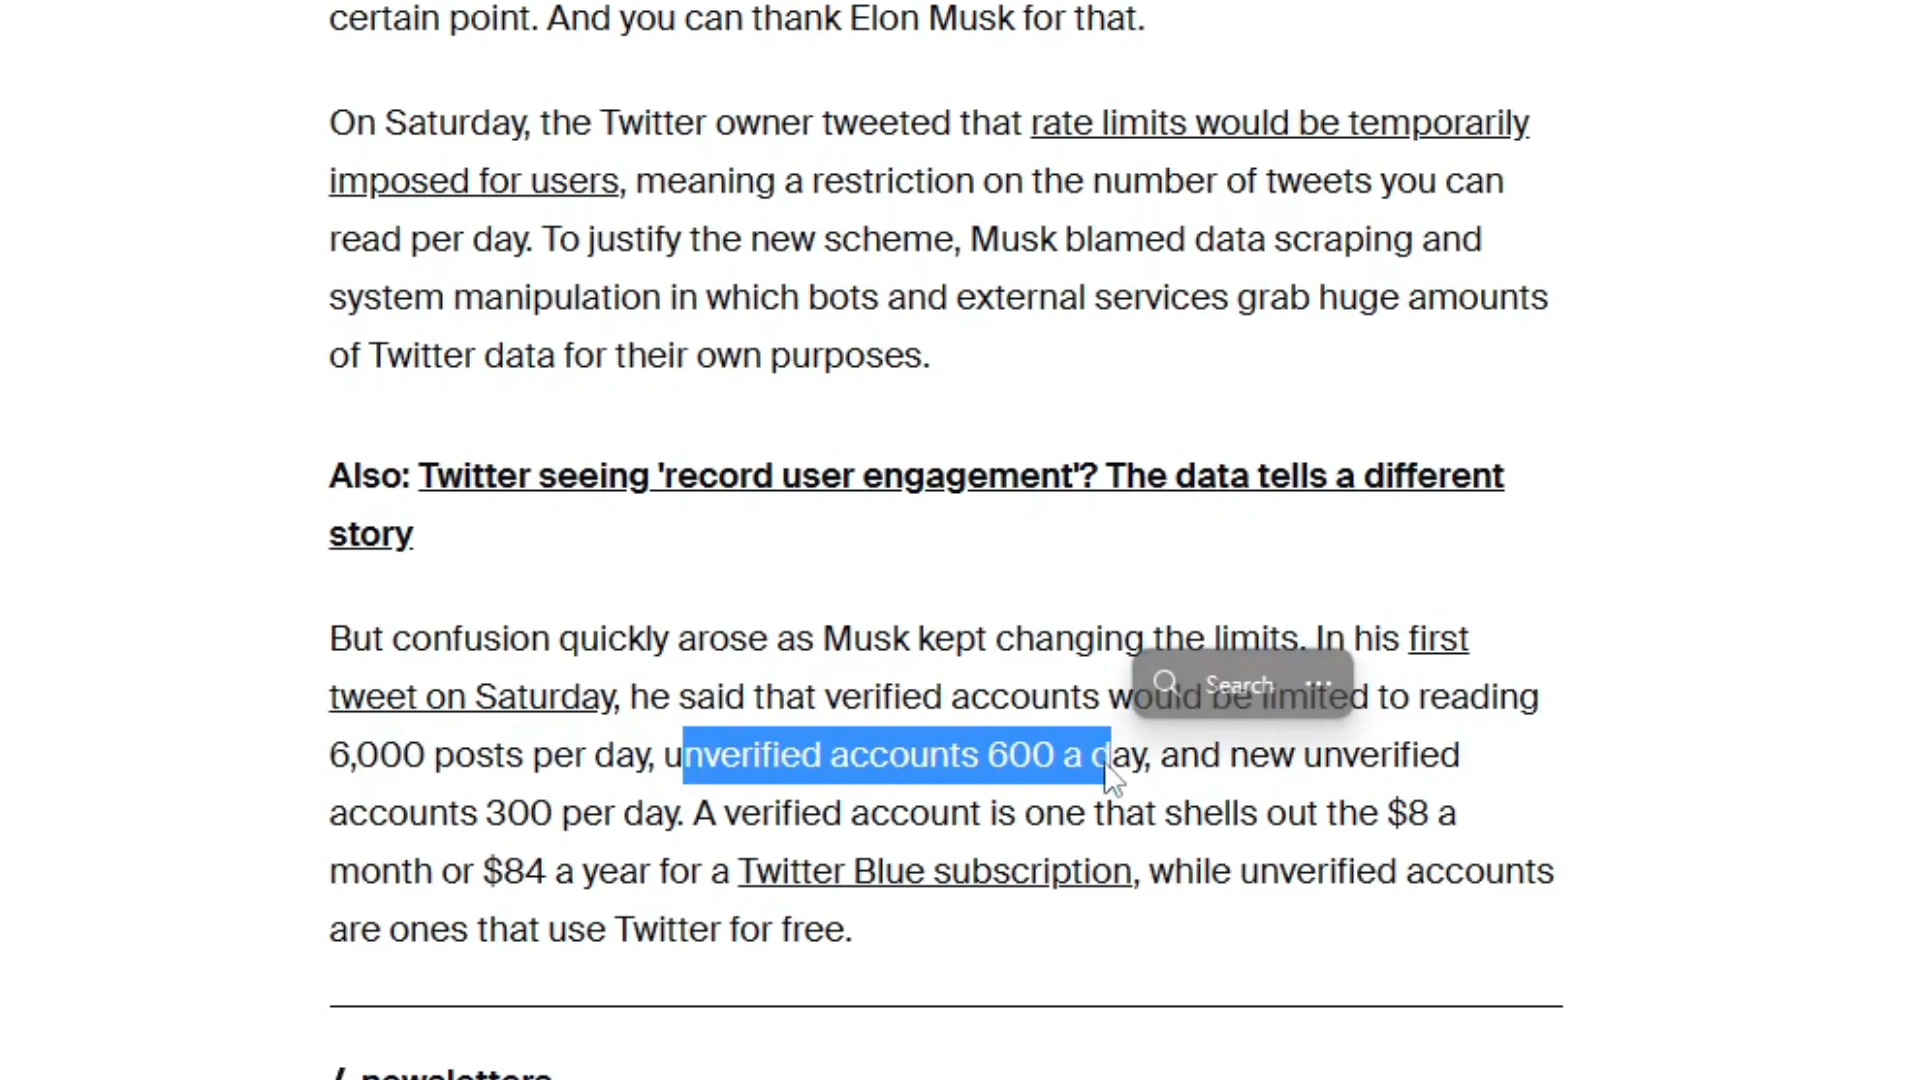 certain point. And you can thank Elon Musk for that.
On Saturday, the Twitter owner tweeted that rate limits would be temporarily
imposed for users, meaning a restriction on the number of tweets you can
read per day. To justify the new scheme, Musk blamed data scraping and
system manipulation in which bots and external services grab huge amounts
of Twitter data for their own purposes.
Also: Twitter seeing 'record user engagement'? The data tells a different
story
But confusion quickly arose as Musk kept changing the limits. In his first
Search ...
tweet on Saturday, he said that verified accounts would be limited to reading
6,000 posts per day, unverified accounts 600 a day, and new unverified
accounts 300 per day. A verified account is one that shells out the $8 a
month or $84 a year for a Twitter Blue subscription, while unverified accounts
are ones that use Twitter for free.
/ newsletters